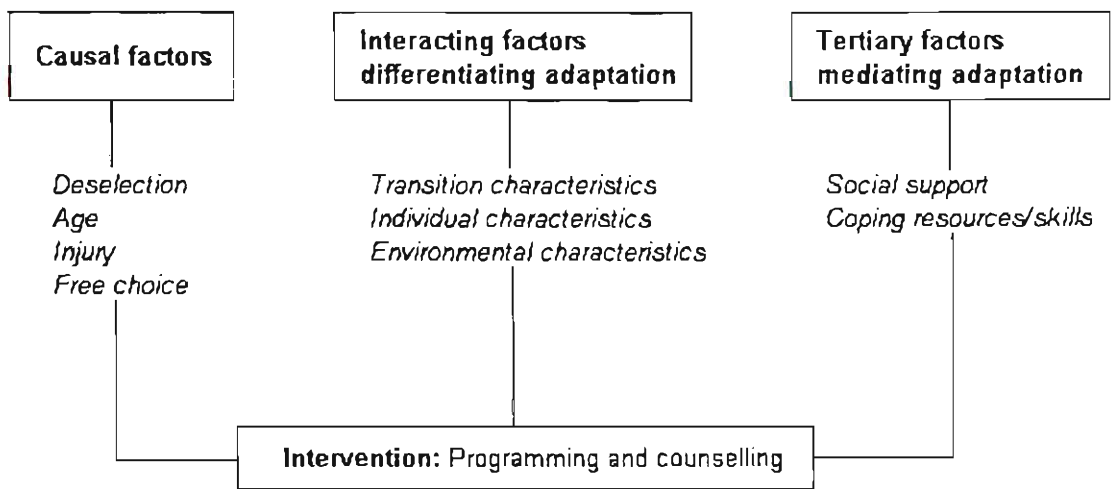 Causal factors
Deselection
Age
Injury
Free choice
Interacting factors
differentiating adaptation
Transition characteristics
Individual characteristics
Environmental characteristics
Tertiary factors
mediating adaptation
Social support
Coping resources/skills
Intervention: Programming and counselling